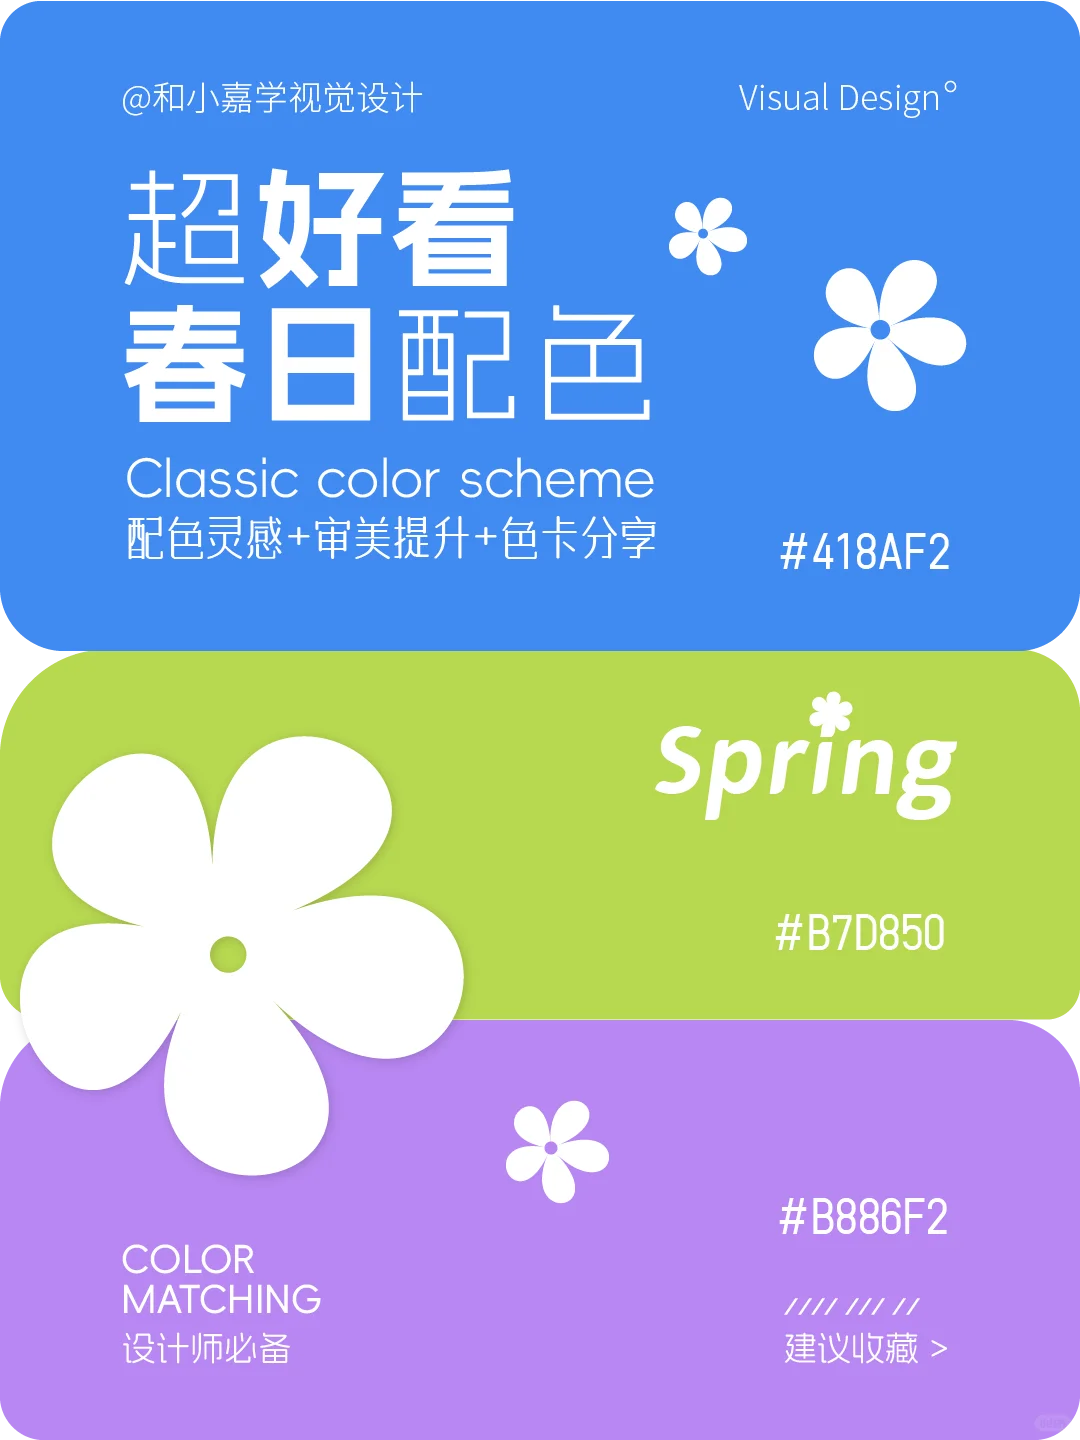 @和小嘉学视觉设计
Visual Design°
超好看
春日配色
Classic color scheme
配色灵感+审美提升+色卡分享
#418AF2
Spring
#B7D850
#B886F2
COLOR
MATCHING
设计师必备
//// /// //
建议收藏 >